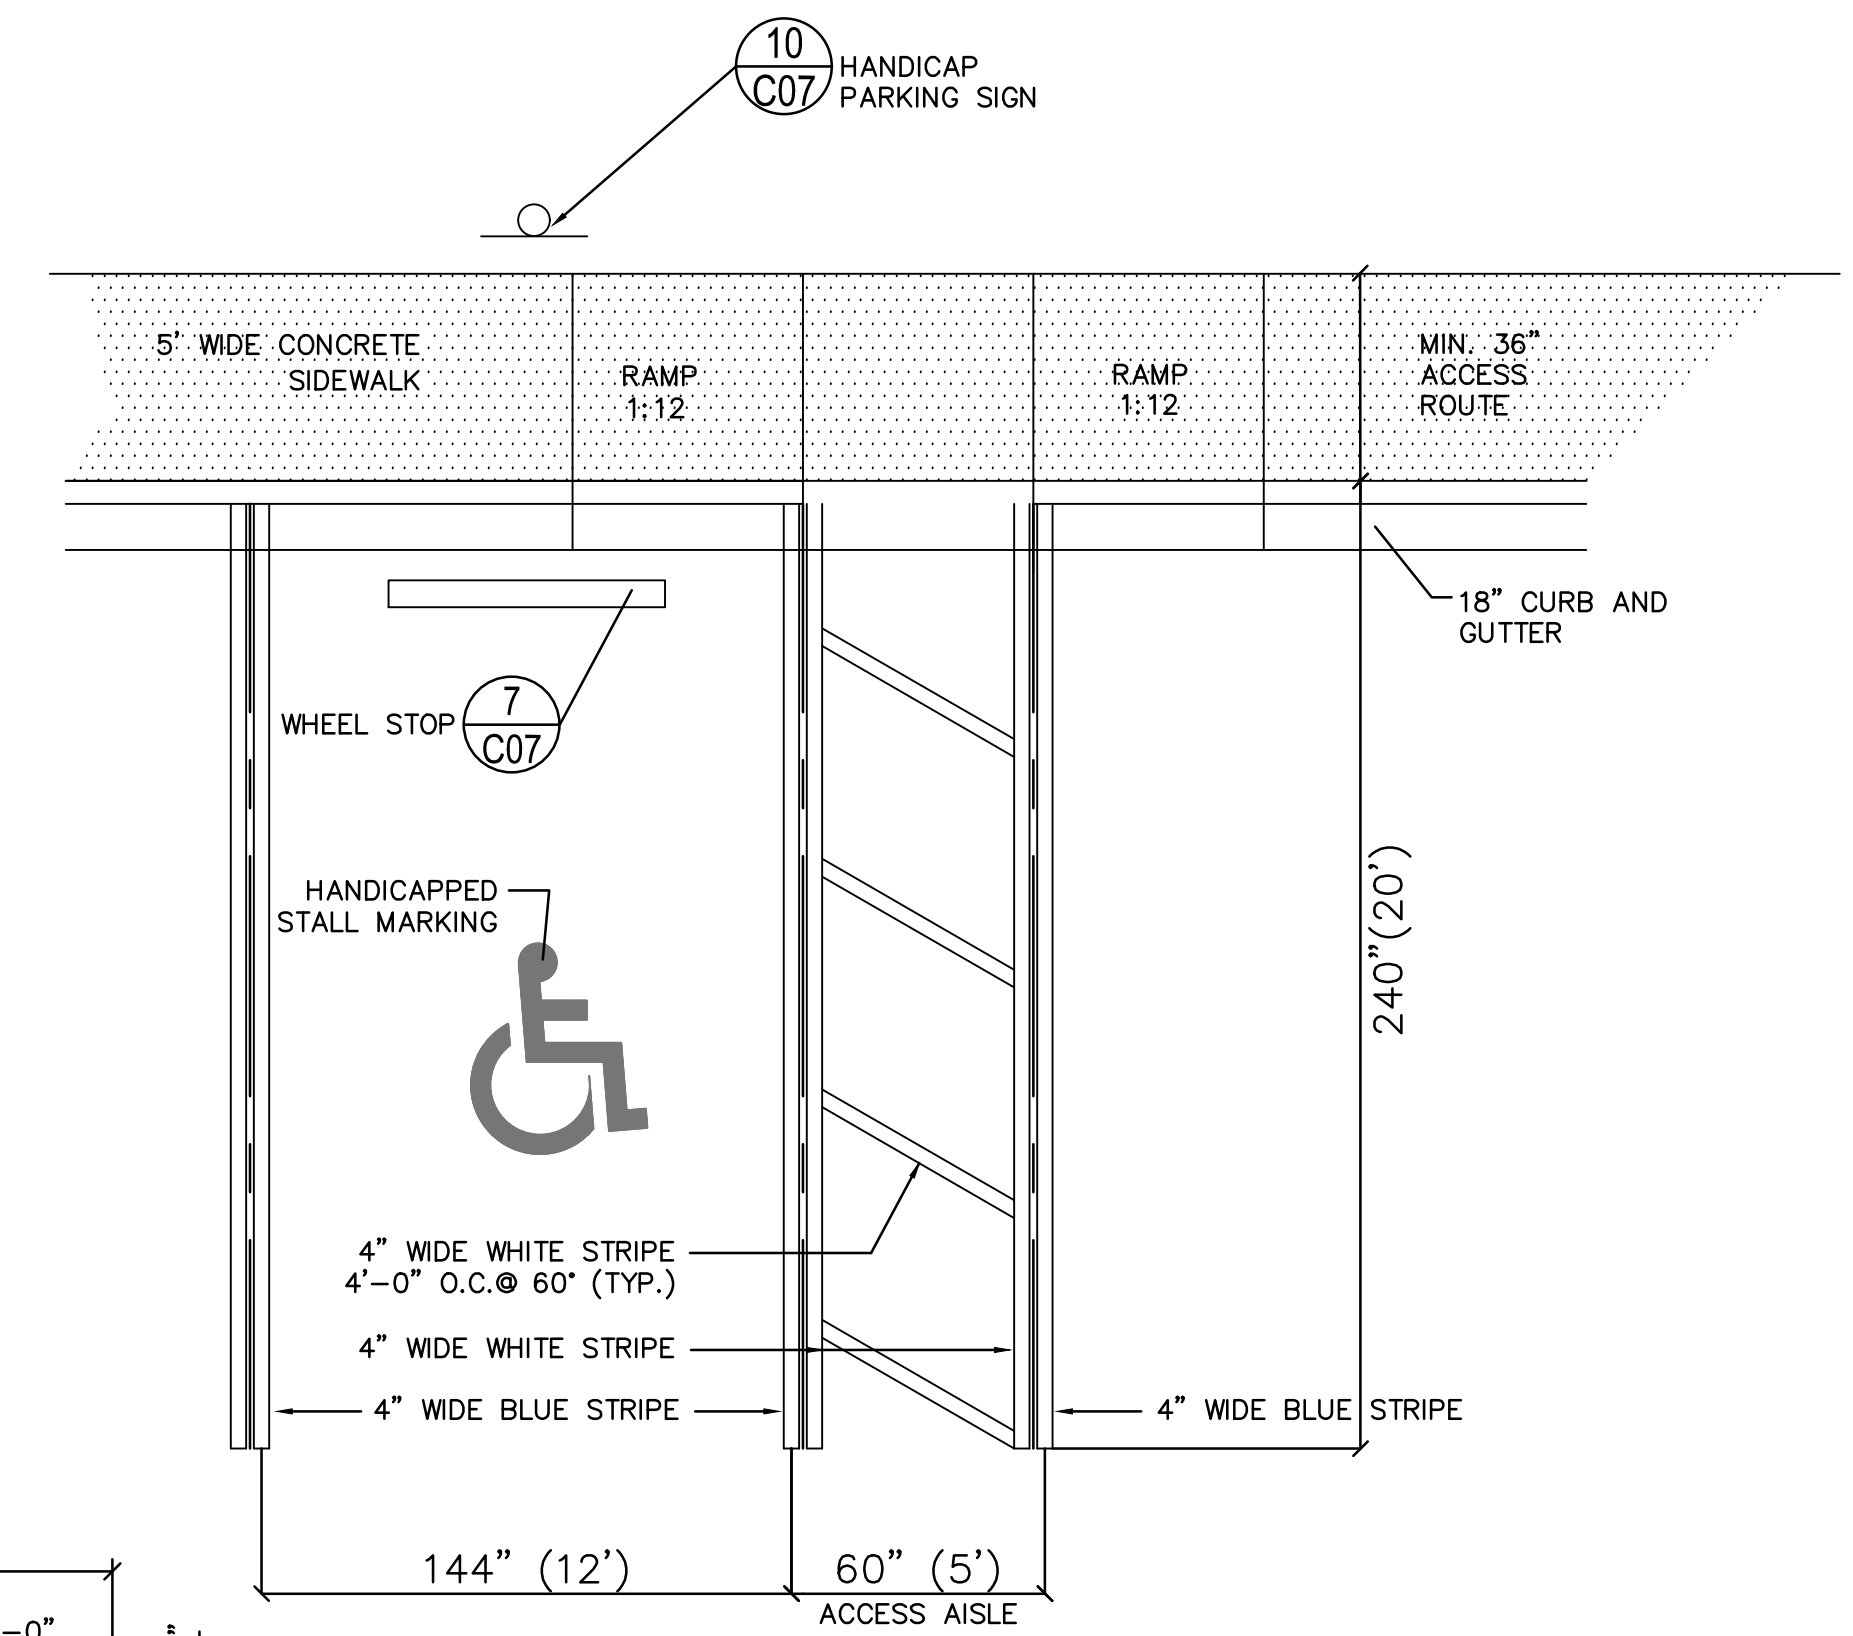 10
C07
HANDICAP
PARKING SIGN
5' WIDE CONCRETE
SIDEWALK
RAMP
1:12
RAMP
1:12
MIN. 36"
ACCESS
ROUTE
18" CURB AND
GUTTER
WHEEL STOP
7
C07
HANDICAPPED
STALL MARKING
240"(20')
4" WIDE WHITE STRIPE
4'-0" O.C.@ 60° (TYP.)
4" WIDE WHITE STRIPE
4" WIDE BLUE STRIPE
4" WIDE BLUE STRIPE
144" (12')
60" (5')
ACCESS AISLE
-0"